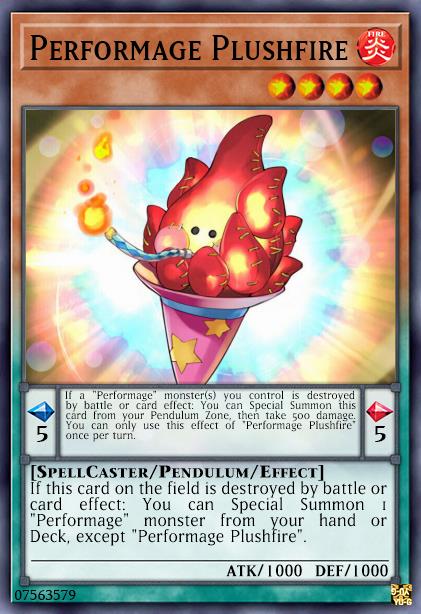 Performage Plushfire
FIRE
炎
If a "Performage" monster(s) you control is destroyed
by battle or card effect: You can Special Summon this
card from your Pendulum Zone, then take 500 damage.
You can only use this effect of "Performage Plushfire"
once per turn.
5
5
[SpellCaster/Pendulum/Effect]
If this card on the field is destroyed by battle or
card effect: You can Special Summon 1
"Performage" monster from your hand or
Deck, except "Performage Plushfire".
ATK/1000 DEF/1000
07563579